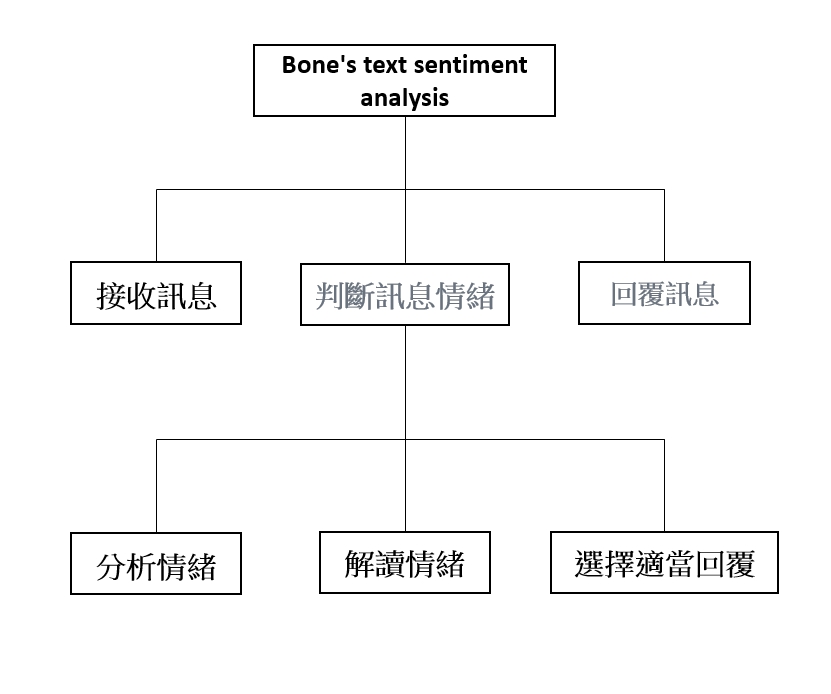 Bone's text sentiment
analysis
接收訊息
判斷訊息情緒
回覆訊息
分析情緒
解讀情緒
選擇適當回覆